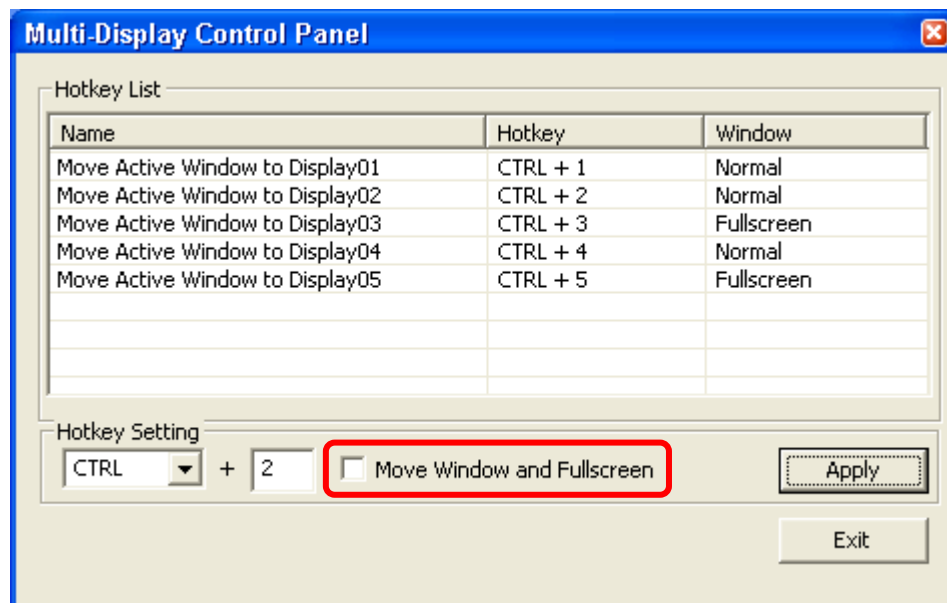 Multi-Display Control Panel
Hotkey List
Name Hotkey Window
Move Active Window to Display01 CTRL + 1 Normal
Move Active Window to Display02 CTRL + 2 Normal
Move Active Window to Display03 CTRL + 3 Fullscreen
Move Active Window to Display04 CTRL + 4 Normal
Move Active Window to Display05 CTRL + 5 Fullscreen
Hotkey Setting
CTRL + 2 Move Window and Fullscreen Apply
Exit